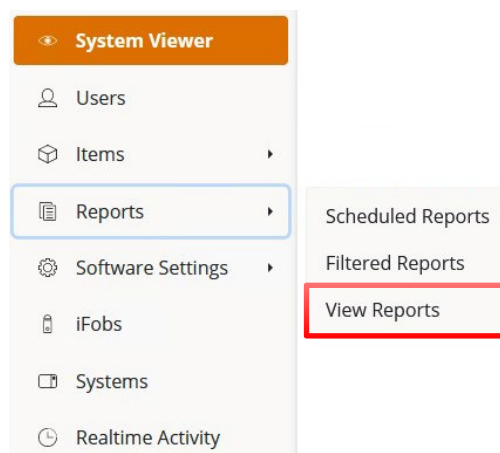 System Viewer
Users
Items
Reports
Software Settings
iFobs
Systems
Realtime Activity
Scheduled Reports
Filtered Reports
View Reports